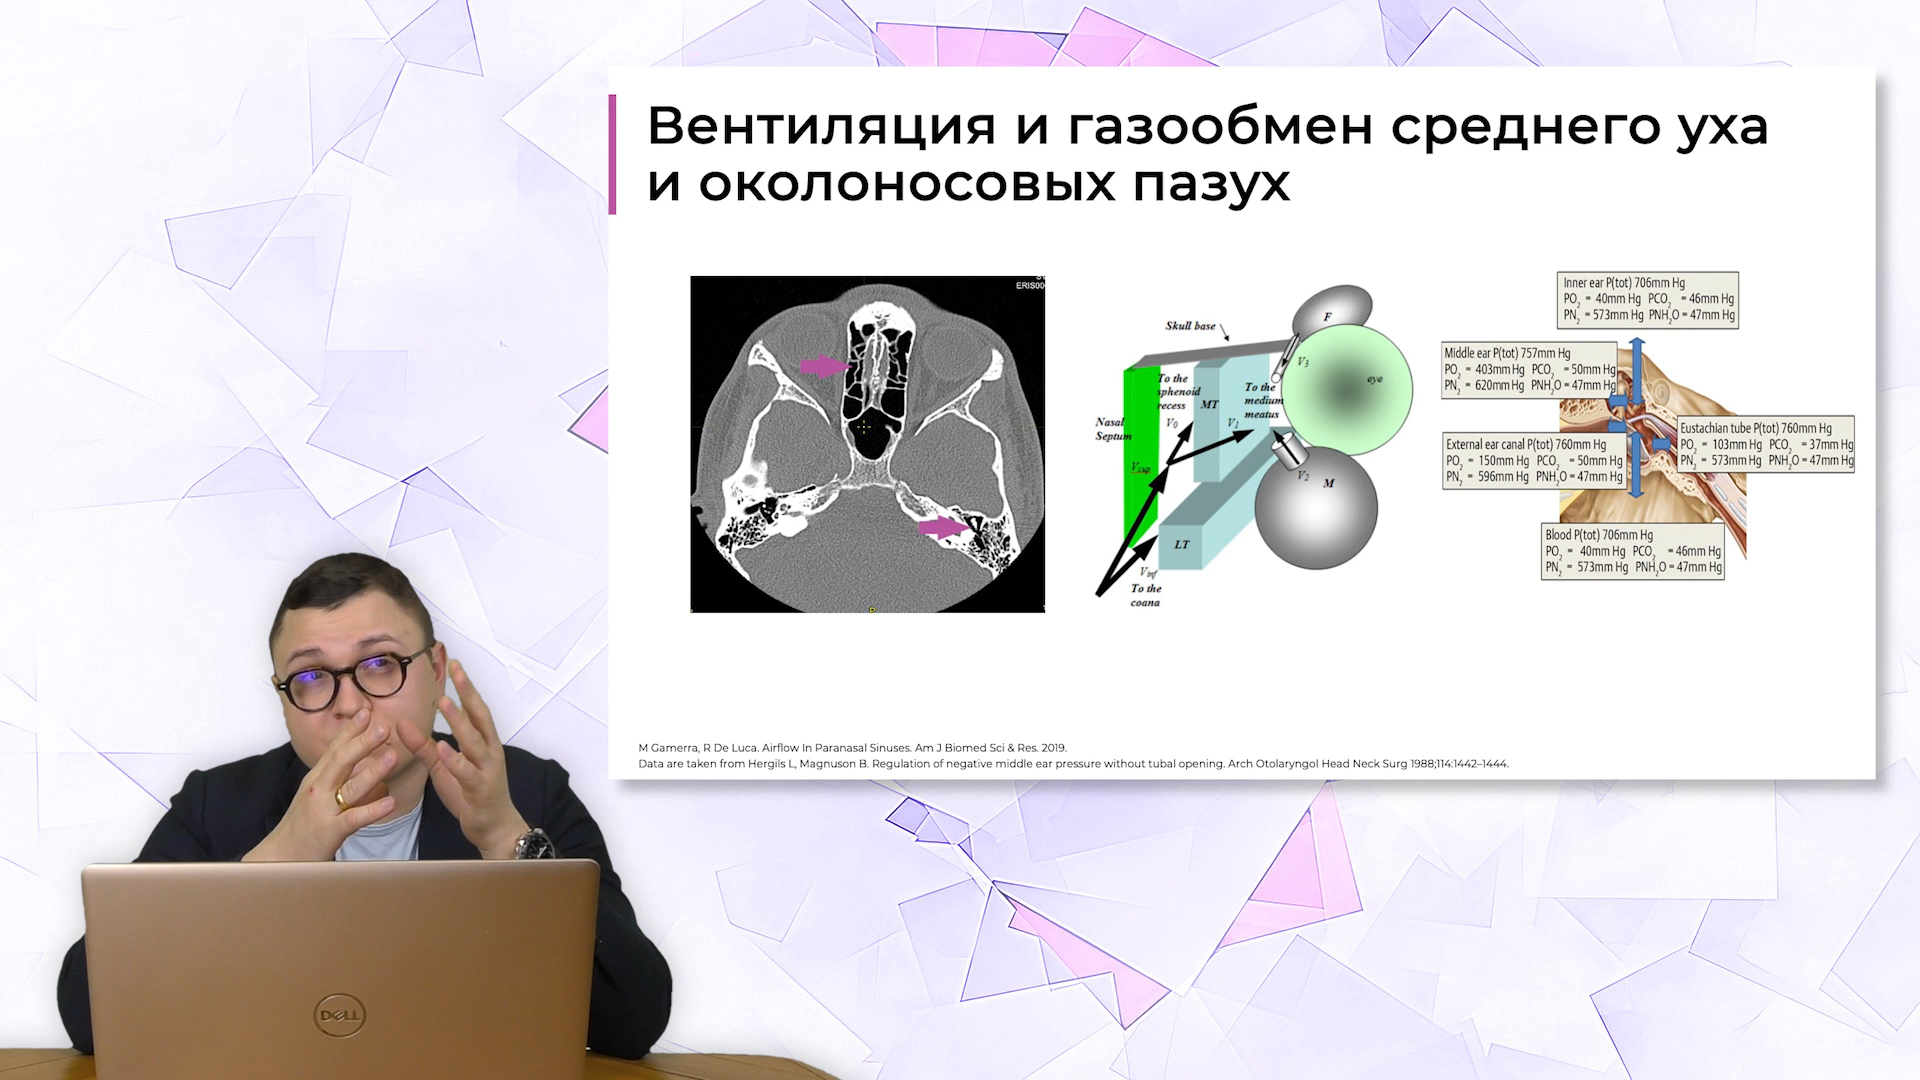 Вентиляция и газообмен среднего уха
и околоносовых пазух
ERIS00
Skull base
F
V3
eye
To the
sphenoid
recess
MT
To the
medium
meatus
Nasal
Septum
V0
V1
Vsup
V2
M
LT
Vinf
To the
coana
Inner ear P(tot) 706mm Hg
PO2 = 40mm Hg PCO2 = 46mm Hg
PN2 = 573mm Hg PNH2O = 47mm Hg
Middle ear P(tot) 757mm Hg
PO2 = 403mm Hg PCO2 = 50mm Hg
PN2 = 620mm Hg PNH2O = 47mm Hg
Eustachian tube P(tot) 760mm Hg
PO2 = 103mm Hg PCO2 = 37mm Hg
PN2 = 573mm Hg PNH2O = 47mm Hg
External ear canal P(tot) 760mm Hg
PO2 = 150mm Hg PCO2 = 50mm Hg
PN2 = 596mm Hg PNH2O = 47mm Hg
Blood P(tot) 706mm Hg
PO2 = 40mm Hg PCO2 = 46mm Hg
PN2 = 573mm Hg PNH2O = 47mm Hg
M Gamerra, R De Luca. Airflow In Paranasal Sinuses. Am J Biomed Sci & Res. 2019.
Data are taken from Hergils L, Magnuson B. Regulation of negative middle ear pressure without tubal opening. Arch Otolaryngol Head Neck Surg 1988;114:1442–1444.
DELL